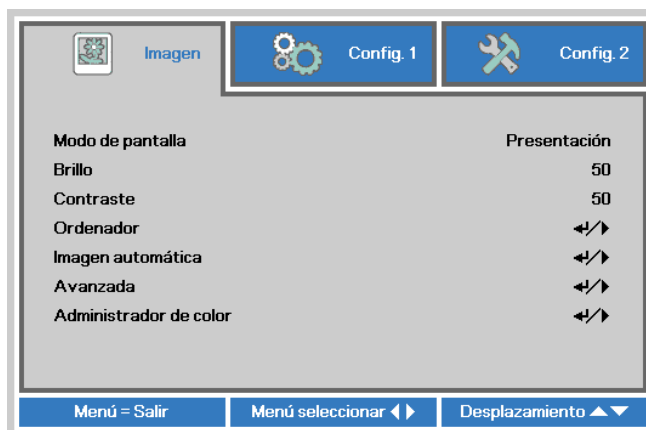 Imagen Config. 1 Config. 2
Modo de pantalla Presentación
Brillo 50
Contraste 50
Ordenador ↵/▶
Imagen automática ↵/▶
Avanzada ↵/▶
Administrador de color ↵/▶
Menú = Salir Menú seleccionar ◀▶ Desplazamiento ▲▼